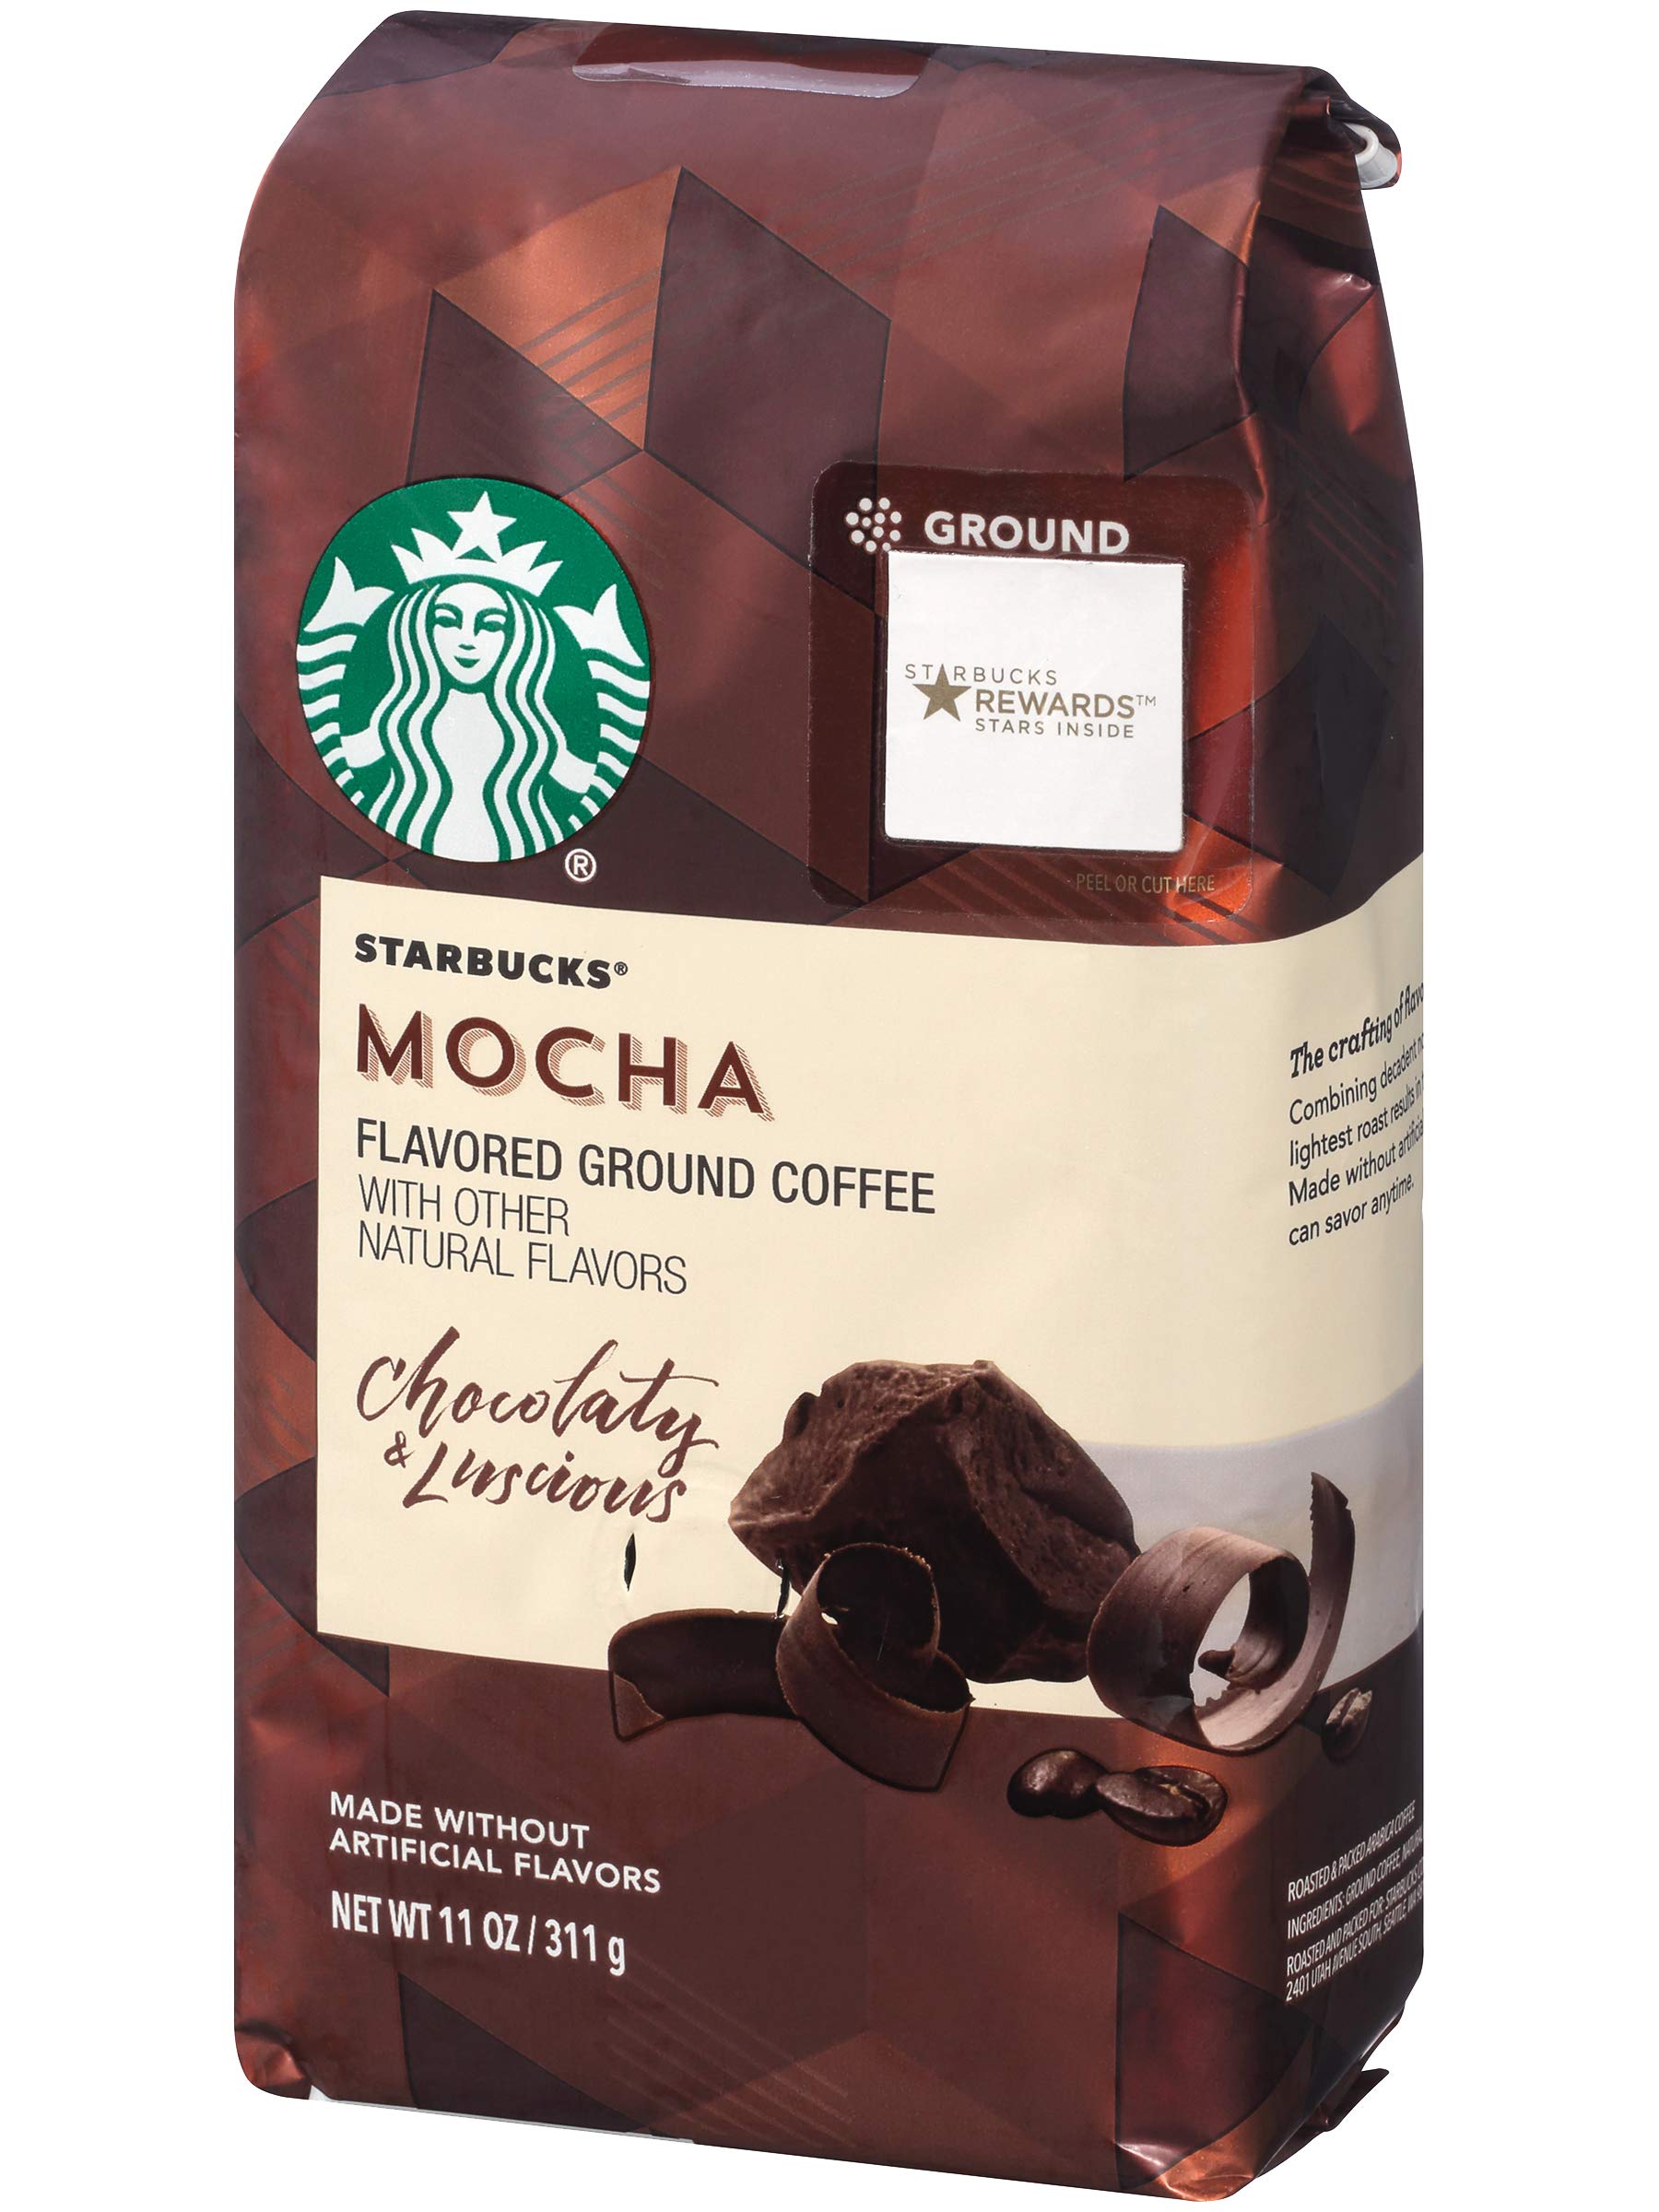 GROUND
STARBUCKS
REWARDS™
STARS INSIDE
PEEL OR CUT HERE
®
STARBUCKS®
MOCHA
FLAVORED GROUND COFFEE
WITH OTHER
NATURAL FLAVORS
Chocolaty
& Luscious
MADE WITHOUT
ARTIFICIAL FLAVORS
NET WT 11 OZ / 311 g
The crafting of
Combining decadent
lightest roast results in
Made without
can savor anytime.
ROASTED & PACKED ARABICA COFFEE
INGREDIENTS: GROUND COFFEE,
ROASTED AND PACKED FOR: STARBUCKS
2401 UTAH AVENUE SOUTH, SEATTLE, WA